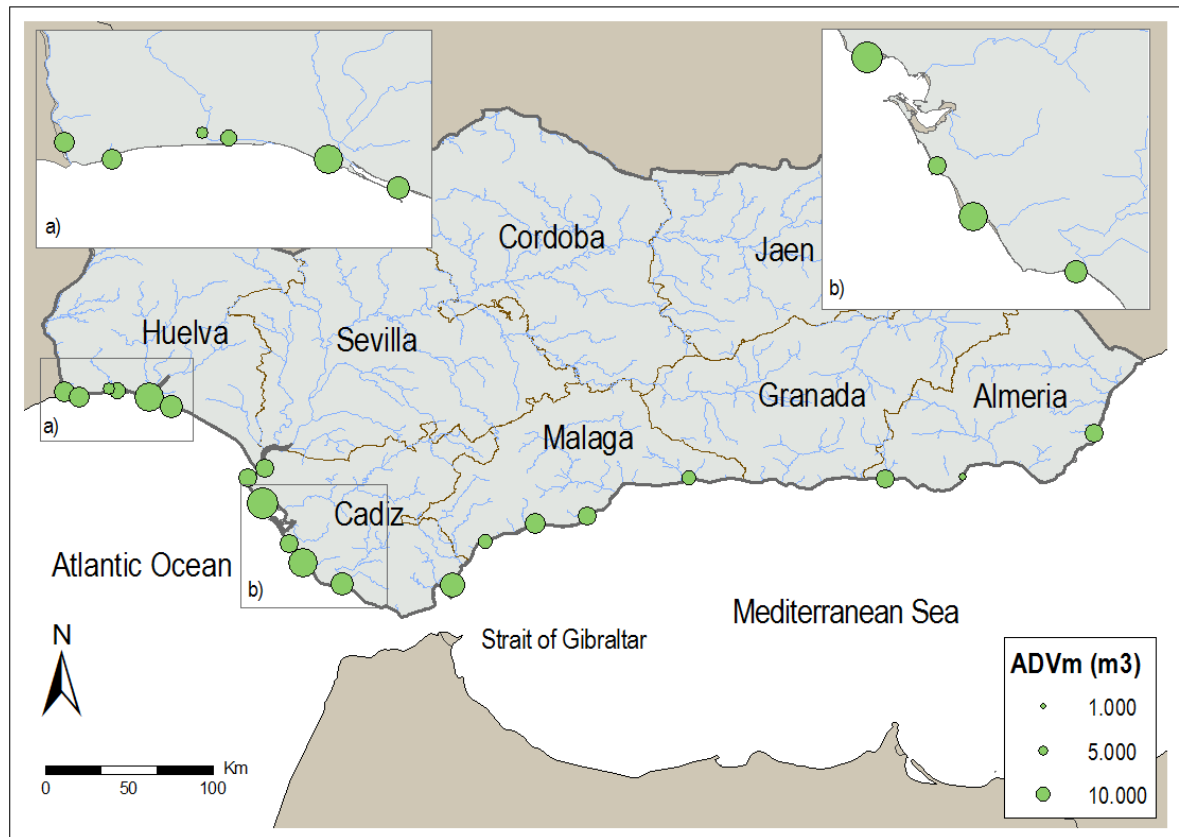 a)
b)
Cordoba
Jaen
Huelva
Sevilla
Granada
Almeria
a)
Malaga
Cadiz
Atlantic Ocean
b)
Mediterranean Sea
N
Strait of Gibraltar
ADVm (m3)
1.000
5.000
10.000
Km
0 50 100